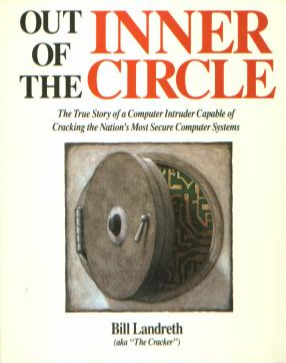 OUT INNER
OF
THE CIRCLE
The True Story of a Computer Intruder Capable of
Cracking the Nation's Most Secure Computer Systems
Bill Landreth
(aka "The Cracker")